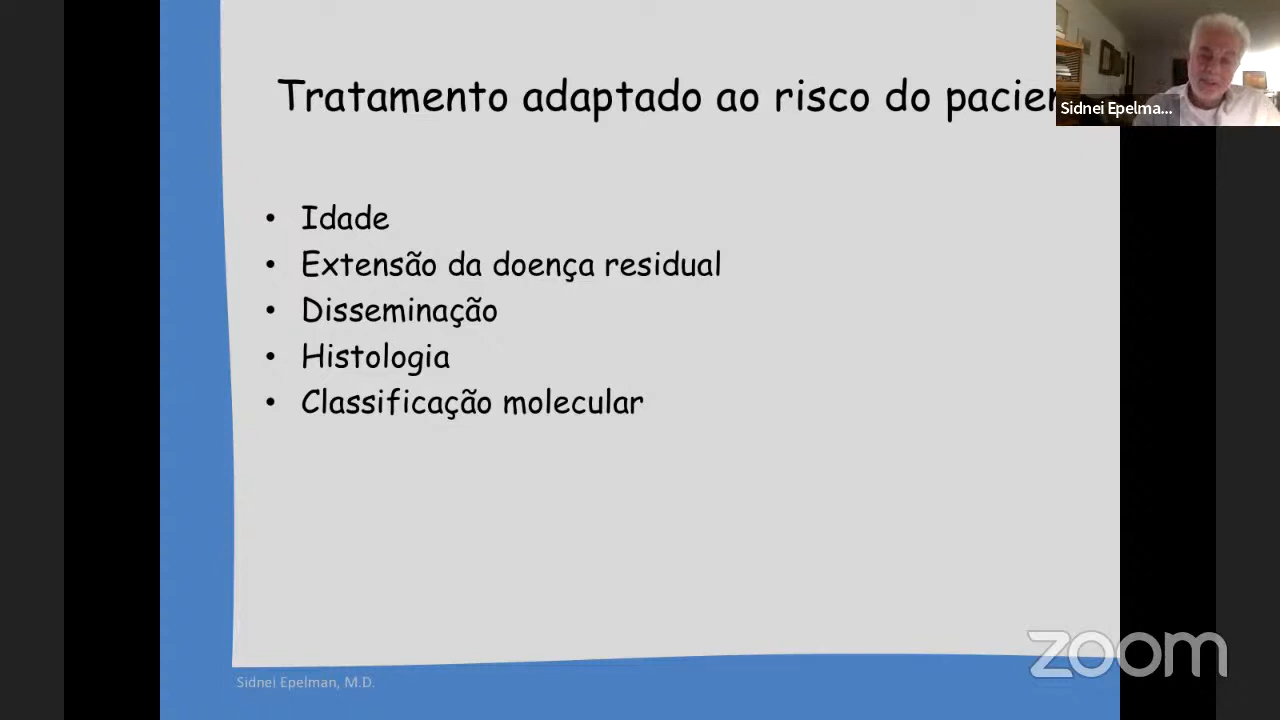 Tratamento adaptado ao risco do pacien
Sidnei Epelma...
• Idade
• Extensão da doença residual
• Disseminação
• Histologia
• Classificação molecular
zoom
Sidnei Epelman, M.D.